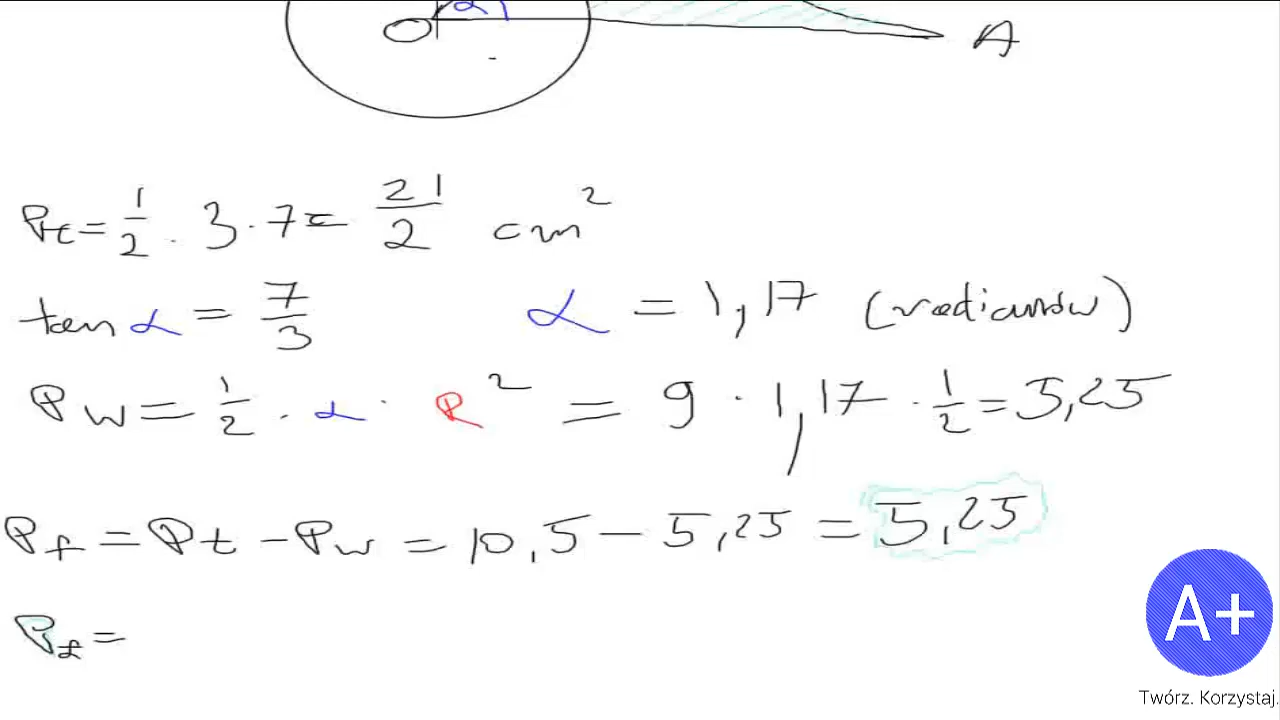 O α A
Pt = 1/2 · 3 · 7 = 21/2 cm²
tan α = 7/3 α = 1,17 (radianów)
Pw = 1/2 · α · R² = 9 · 1,17 · 1/2 = 5,25
Pf = Pt - Pw = 10,5 - 5,25 = 5,25
Pf =
A+
Twórz. Korzystaj.